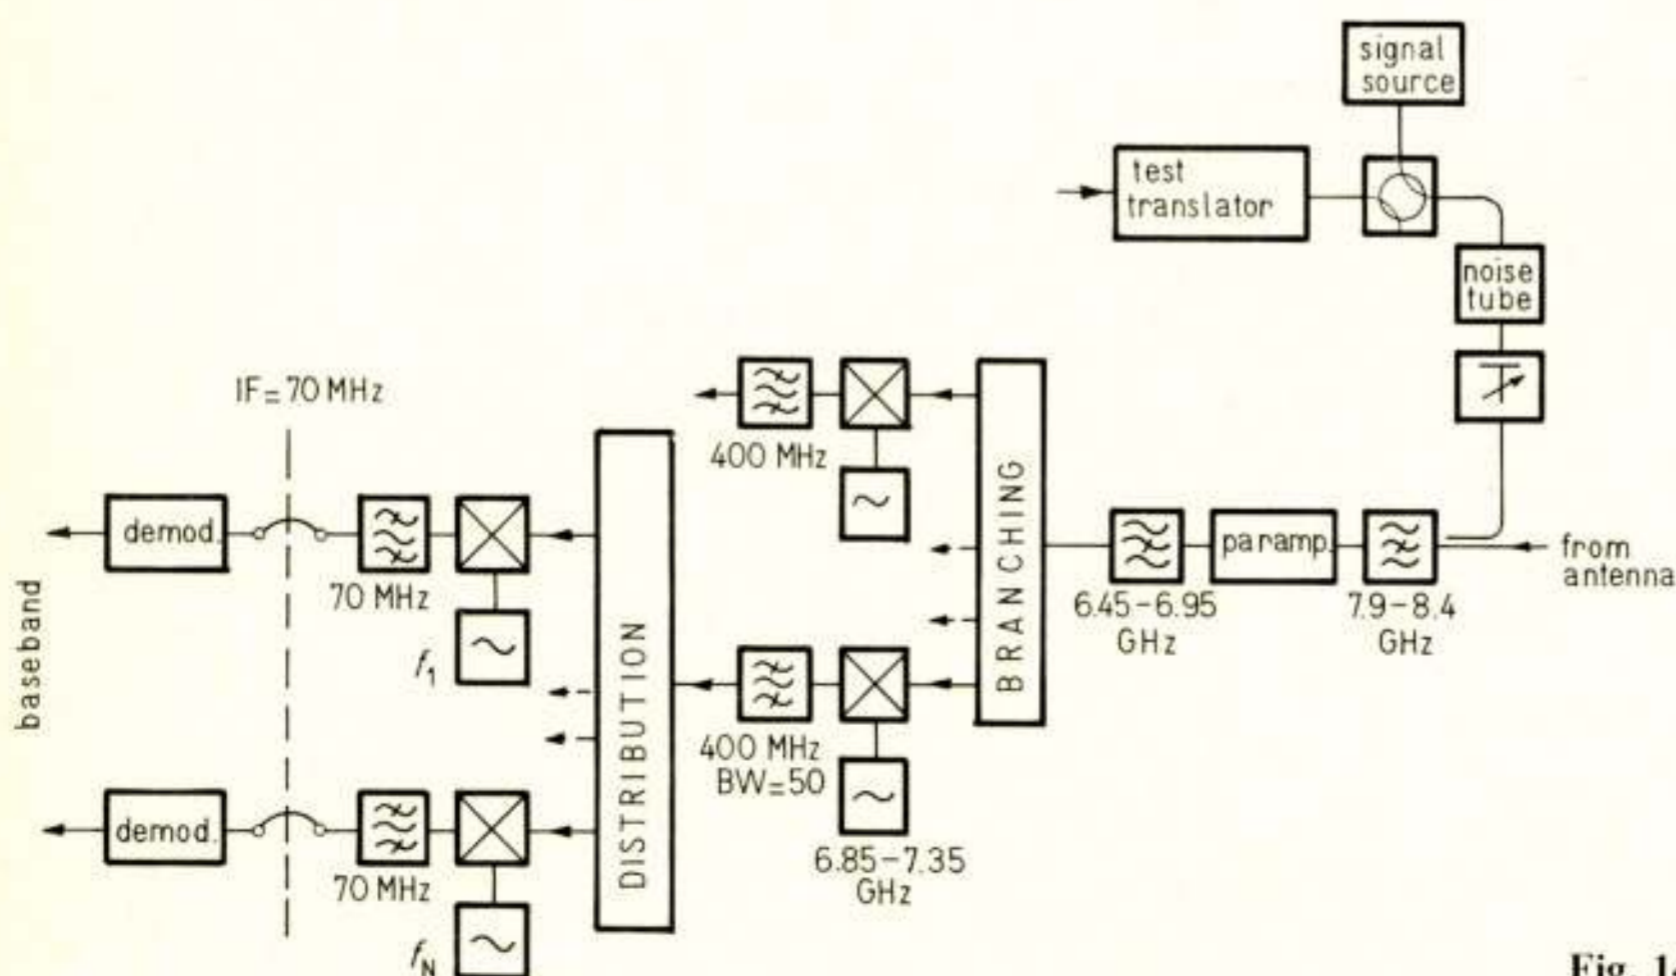 signal
source
test
translator
noise
tube
IF=70 MHz
400 MHz
BRANCHING
demod.
70 MHz
f1
paramp.
from
antenna
6.45–6.95
GHz
7.9–8.4
GHz
baseband
DISTRIBUTION
400 MHz
BW=50
6.85–7.35
GHz
demod.
70 MHz
fN
Fig.